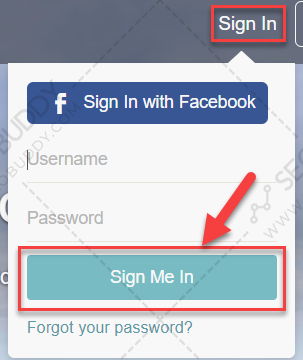 Sign In
f Sign In with Facebook
Username
Password
Sign Me In
Forgot your password?